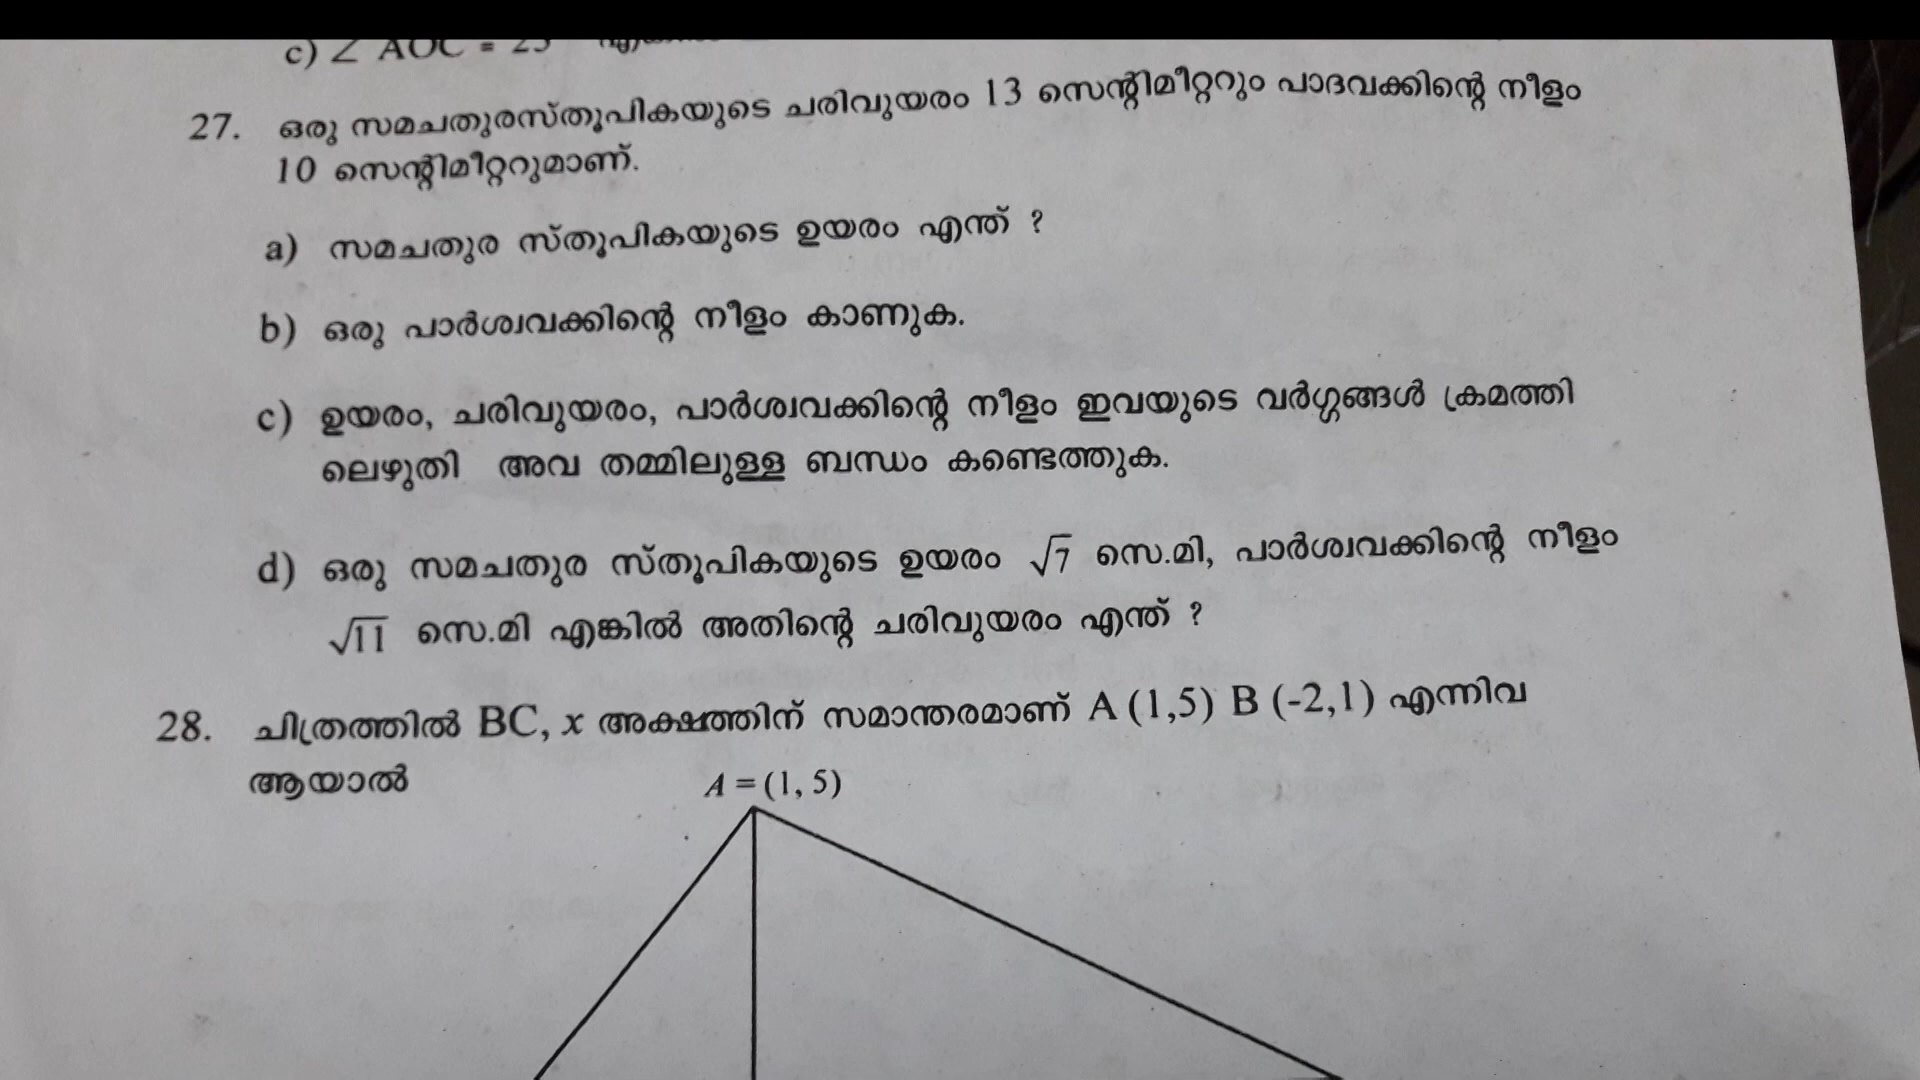 c) ∠ AOC = 25
27. ഒരു സമചതുരസ്തൂപികയുടെ ചരിവുയരം 13 സെന്റിമീറ്ററും പാദവക്കിന്റെ നീളം
10 സെന്റിമീറ്ററുമാണ്.
a) സമചതുര സ്തൂപികയുടെ ഉയരം എന്ത് ?
b) ഒരു പാർശ്വവക്കിന്റെ നീളം കാണുക.
c) ഉയരം, ചരിവുയരം, പാർശ്വവക്കിന്റെ നീളം ഇവയുടെ വർഗ്ഗങ്ങൾ ക്രമത്തി
ലെഴുതി അവ തമ്മിലുള്ള ബന്ധം കണ്ടെത്തുക.
d) ഒരു സമചതുര സ്തൂപികയുടെ ഉയരം √7 സെ.മി, പാർശ്വവക്കിന്റെ നീളം
√11 സെ.മി എങ്കിൽ അതിന്റെ ചരിവുയരം എന്ത് ?
28. ചിത്രത്തിൽ BC, x അക്ഷത്തിന് സമാന്തരമാണ് A (1,5) B (-2,1) എന്നിവ
ആയാൽ
A = (1, 5)